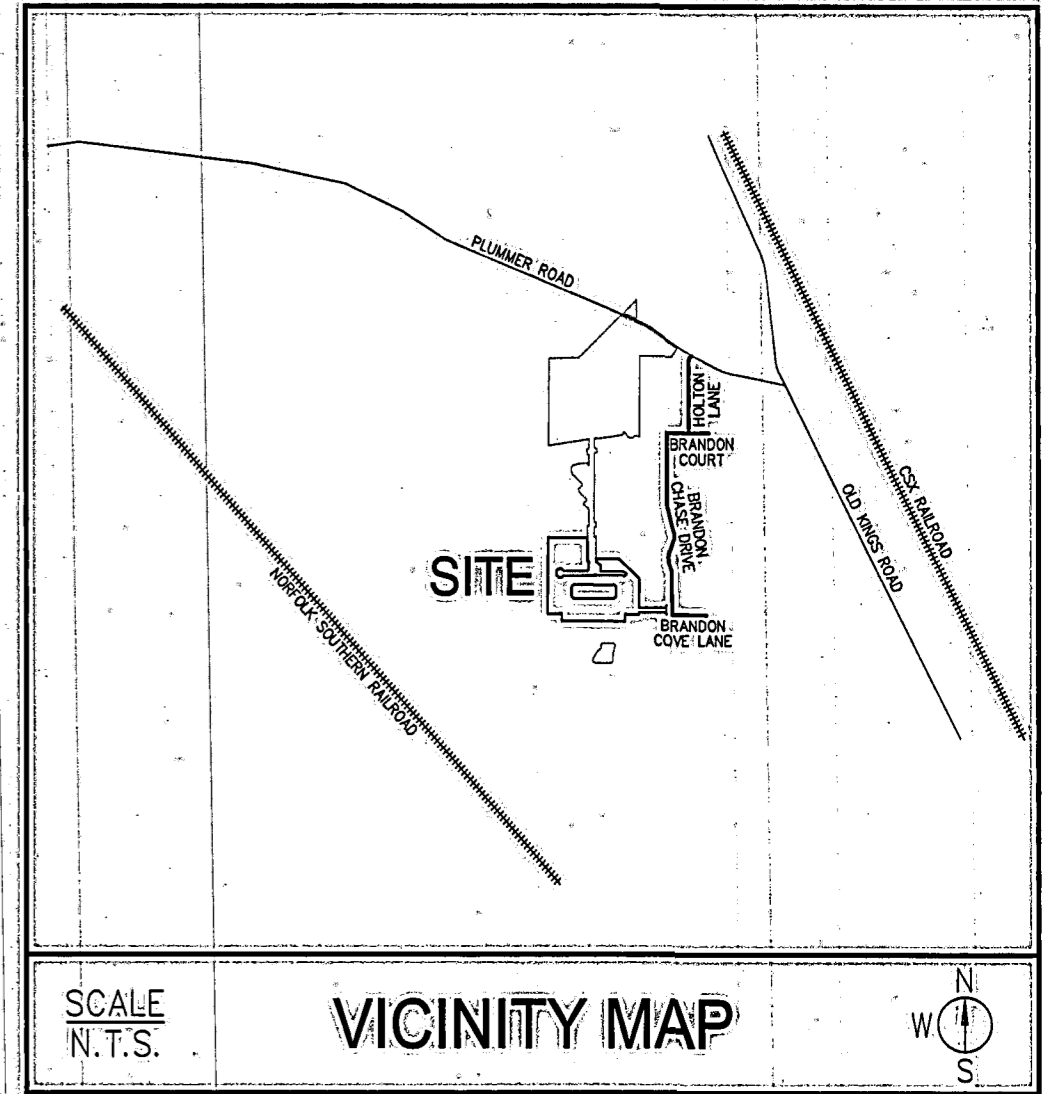 PLUMMER ROAD
HOLTON
LANE
BRANDON
COURT
BRANDON
CHASE DRIVE
CSX RAILROAD
OLD KINGS ROAD
SITE
NORFOLK SOUTHERN RAILROAD
BRANDON
COVE LANE
SCALE
N.T.S.
VICINITY MAP
N
W
S